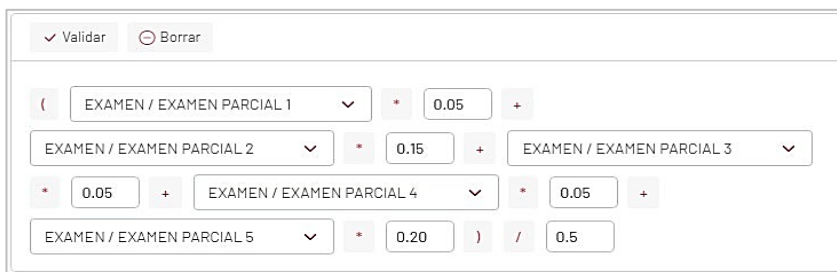 Validar Borrar
( EXAMEN / EXAMEN PARCIAL 1 * 0.05 +
EXAMEN / EXAMEN PARCIAL 2 * 0.15 + EXAMEN / EXAMEN PARCIAL 3
* 0.05 + EXAMEN / EXAMEN PARCIAL 4 * 0.05 +
EXAMEN / EXAMEN PARCIAL 5 * 0.20 ) / 0.5